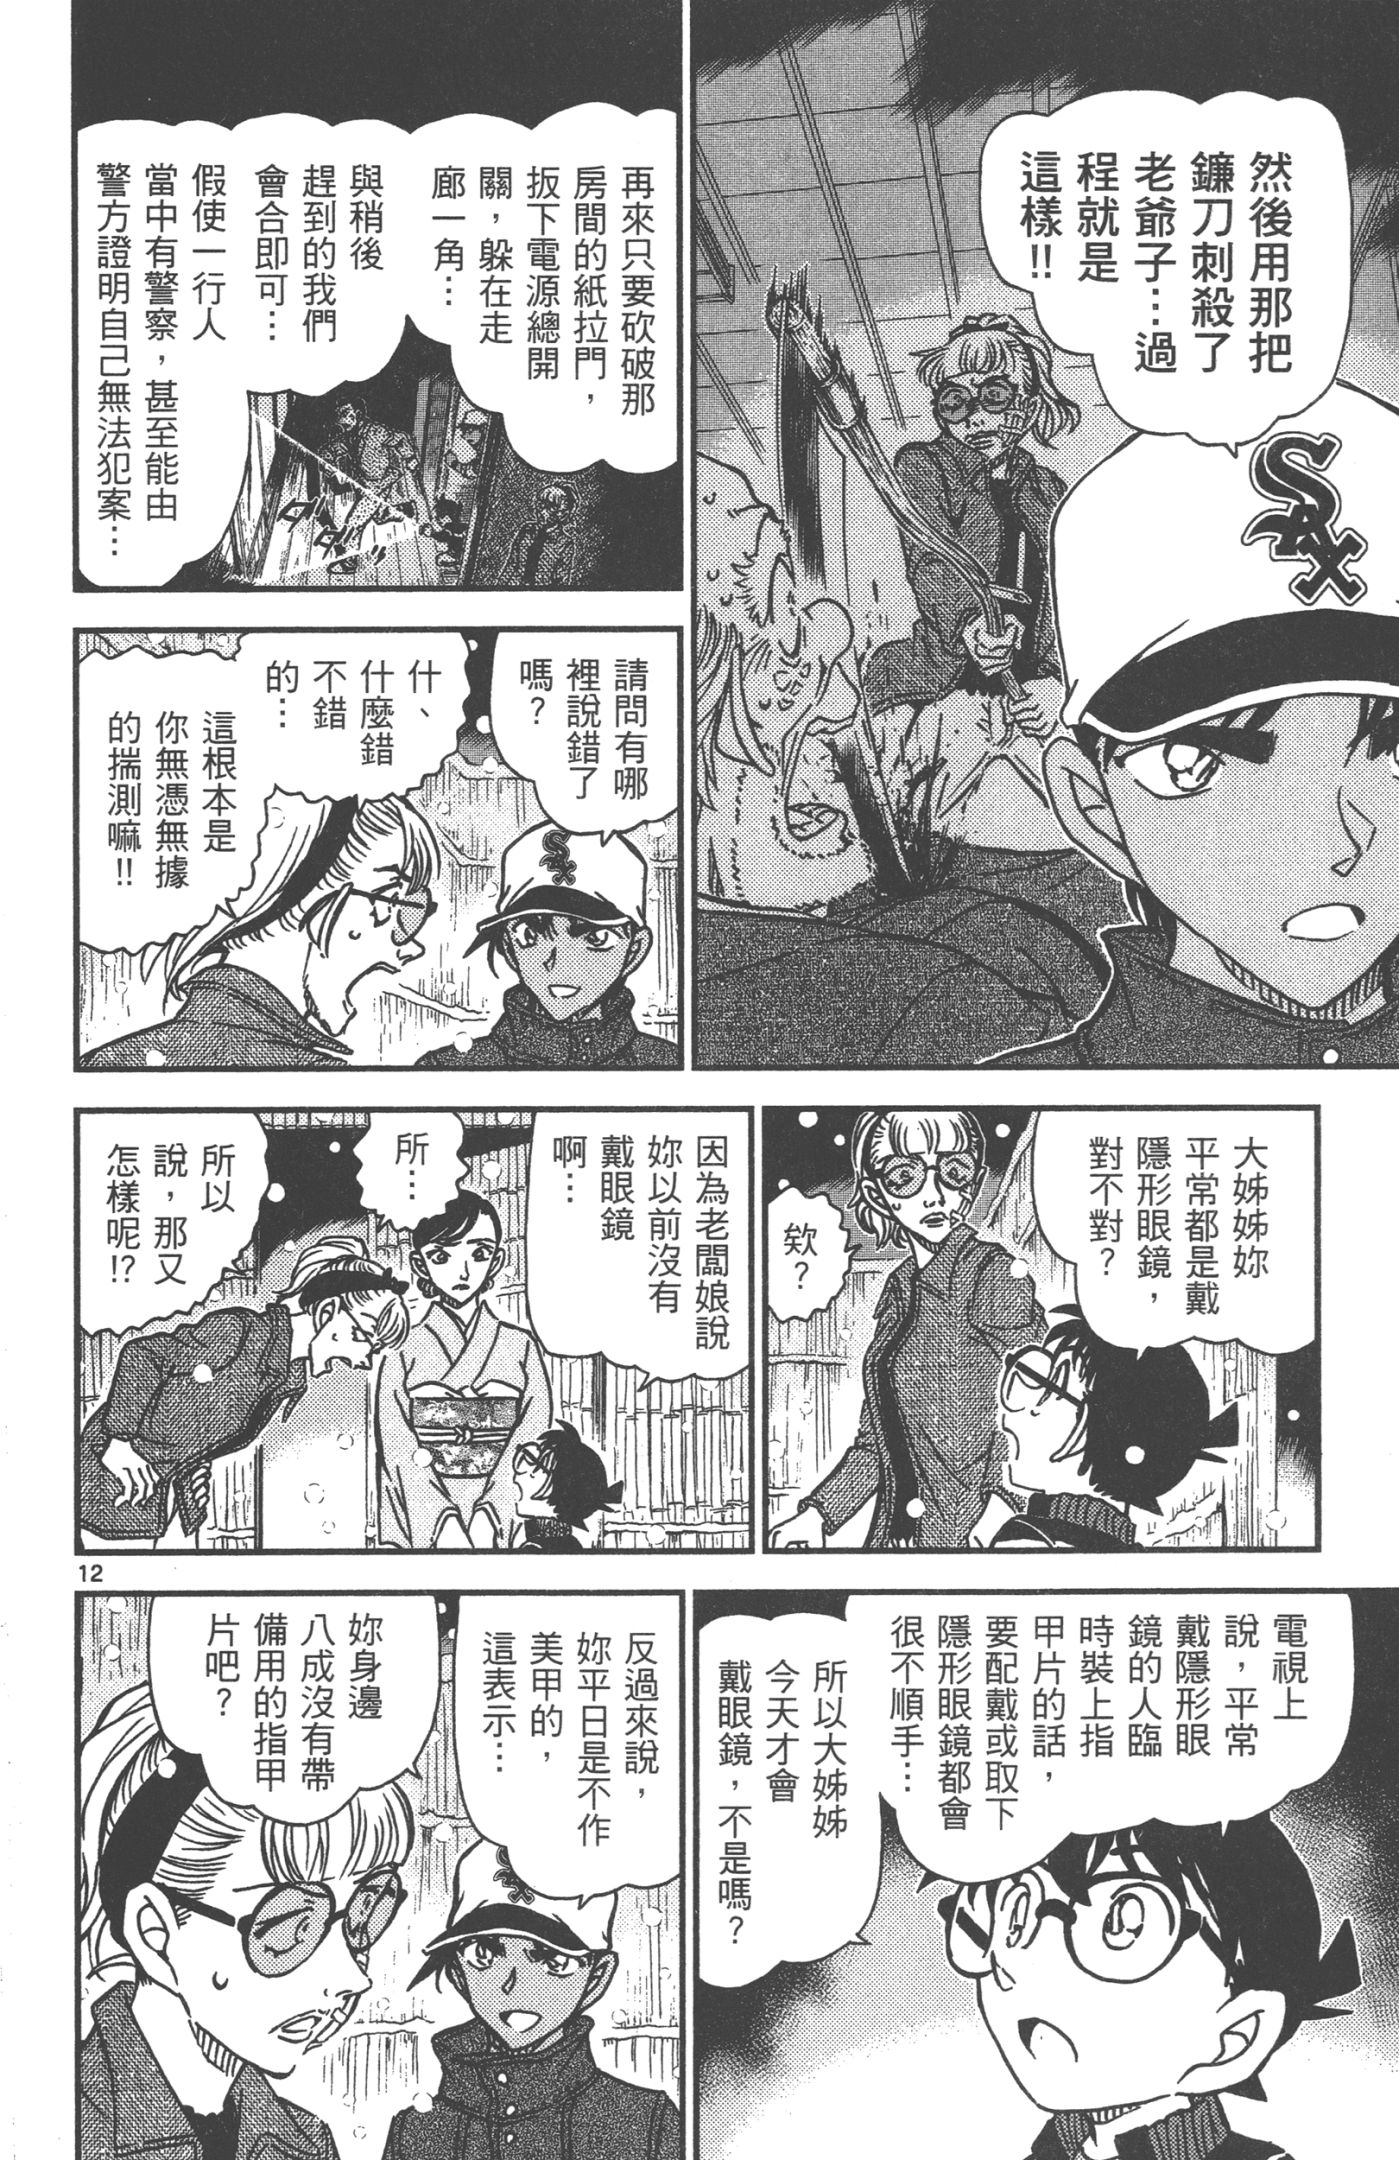 然後用那把
鐮刀刺殺了
老爺子…過
程就是
這樣!!
SOX
再來只要砍破那
房間的紙拉門，
扳下電源總開
關，躲在走
廊一角…
與稍後
趕到的我們
會合即可…
假使一行人
當中有警察，甚至能由
警方證明自己無法犯案…
請問有哪
裡說錯了
嗎？
SOX
什、
什麼錯
不錯
的…
這根本是
你無憑無據
的揣測嘛!!
大姊姊妳
平常都是戴
隱形眼鏡，
對不對？
欸？
因為老闆娘說
妳以前沒有
戴眼鏡
啊…
所…
所以
說，那又
怎樣呢!?
電視上
說，平常
戴隱形眼
鏡的人臨
時裝上指
甲片的話，
要配戴或取下
隱形眼鏡都會
很不順手…
所以大姊姊
今天才會
戴眼鏡，不是嗎？
反過來說，
妳平日是不作
美甲的，
這表示…
妳身邊
八成沒有帶
備用的指甲
片吧？
12